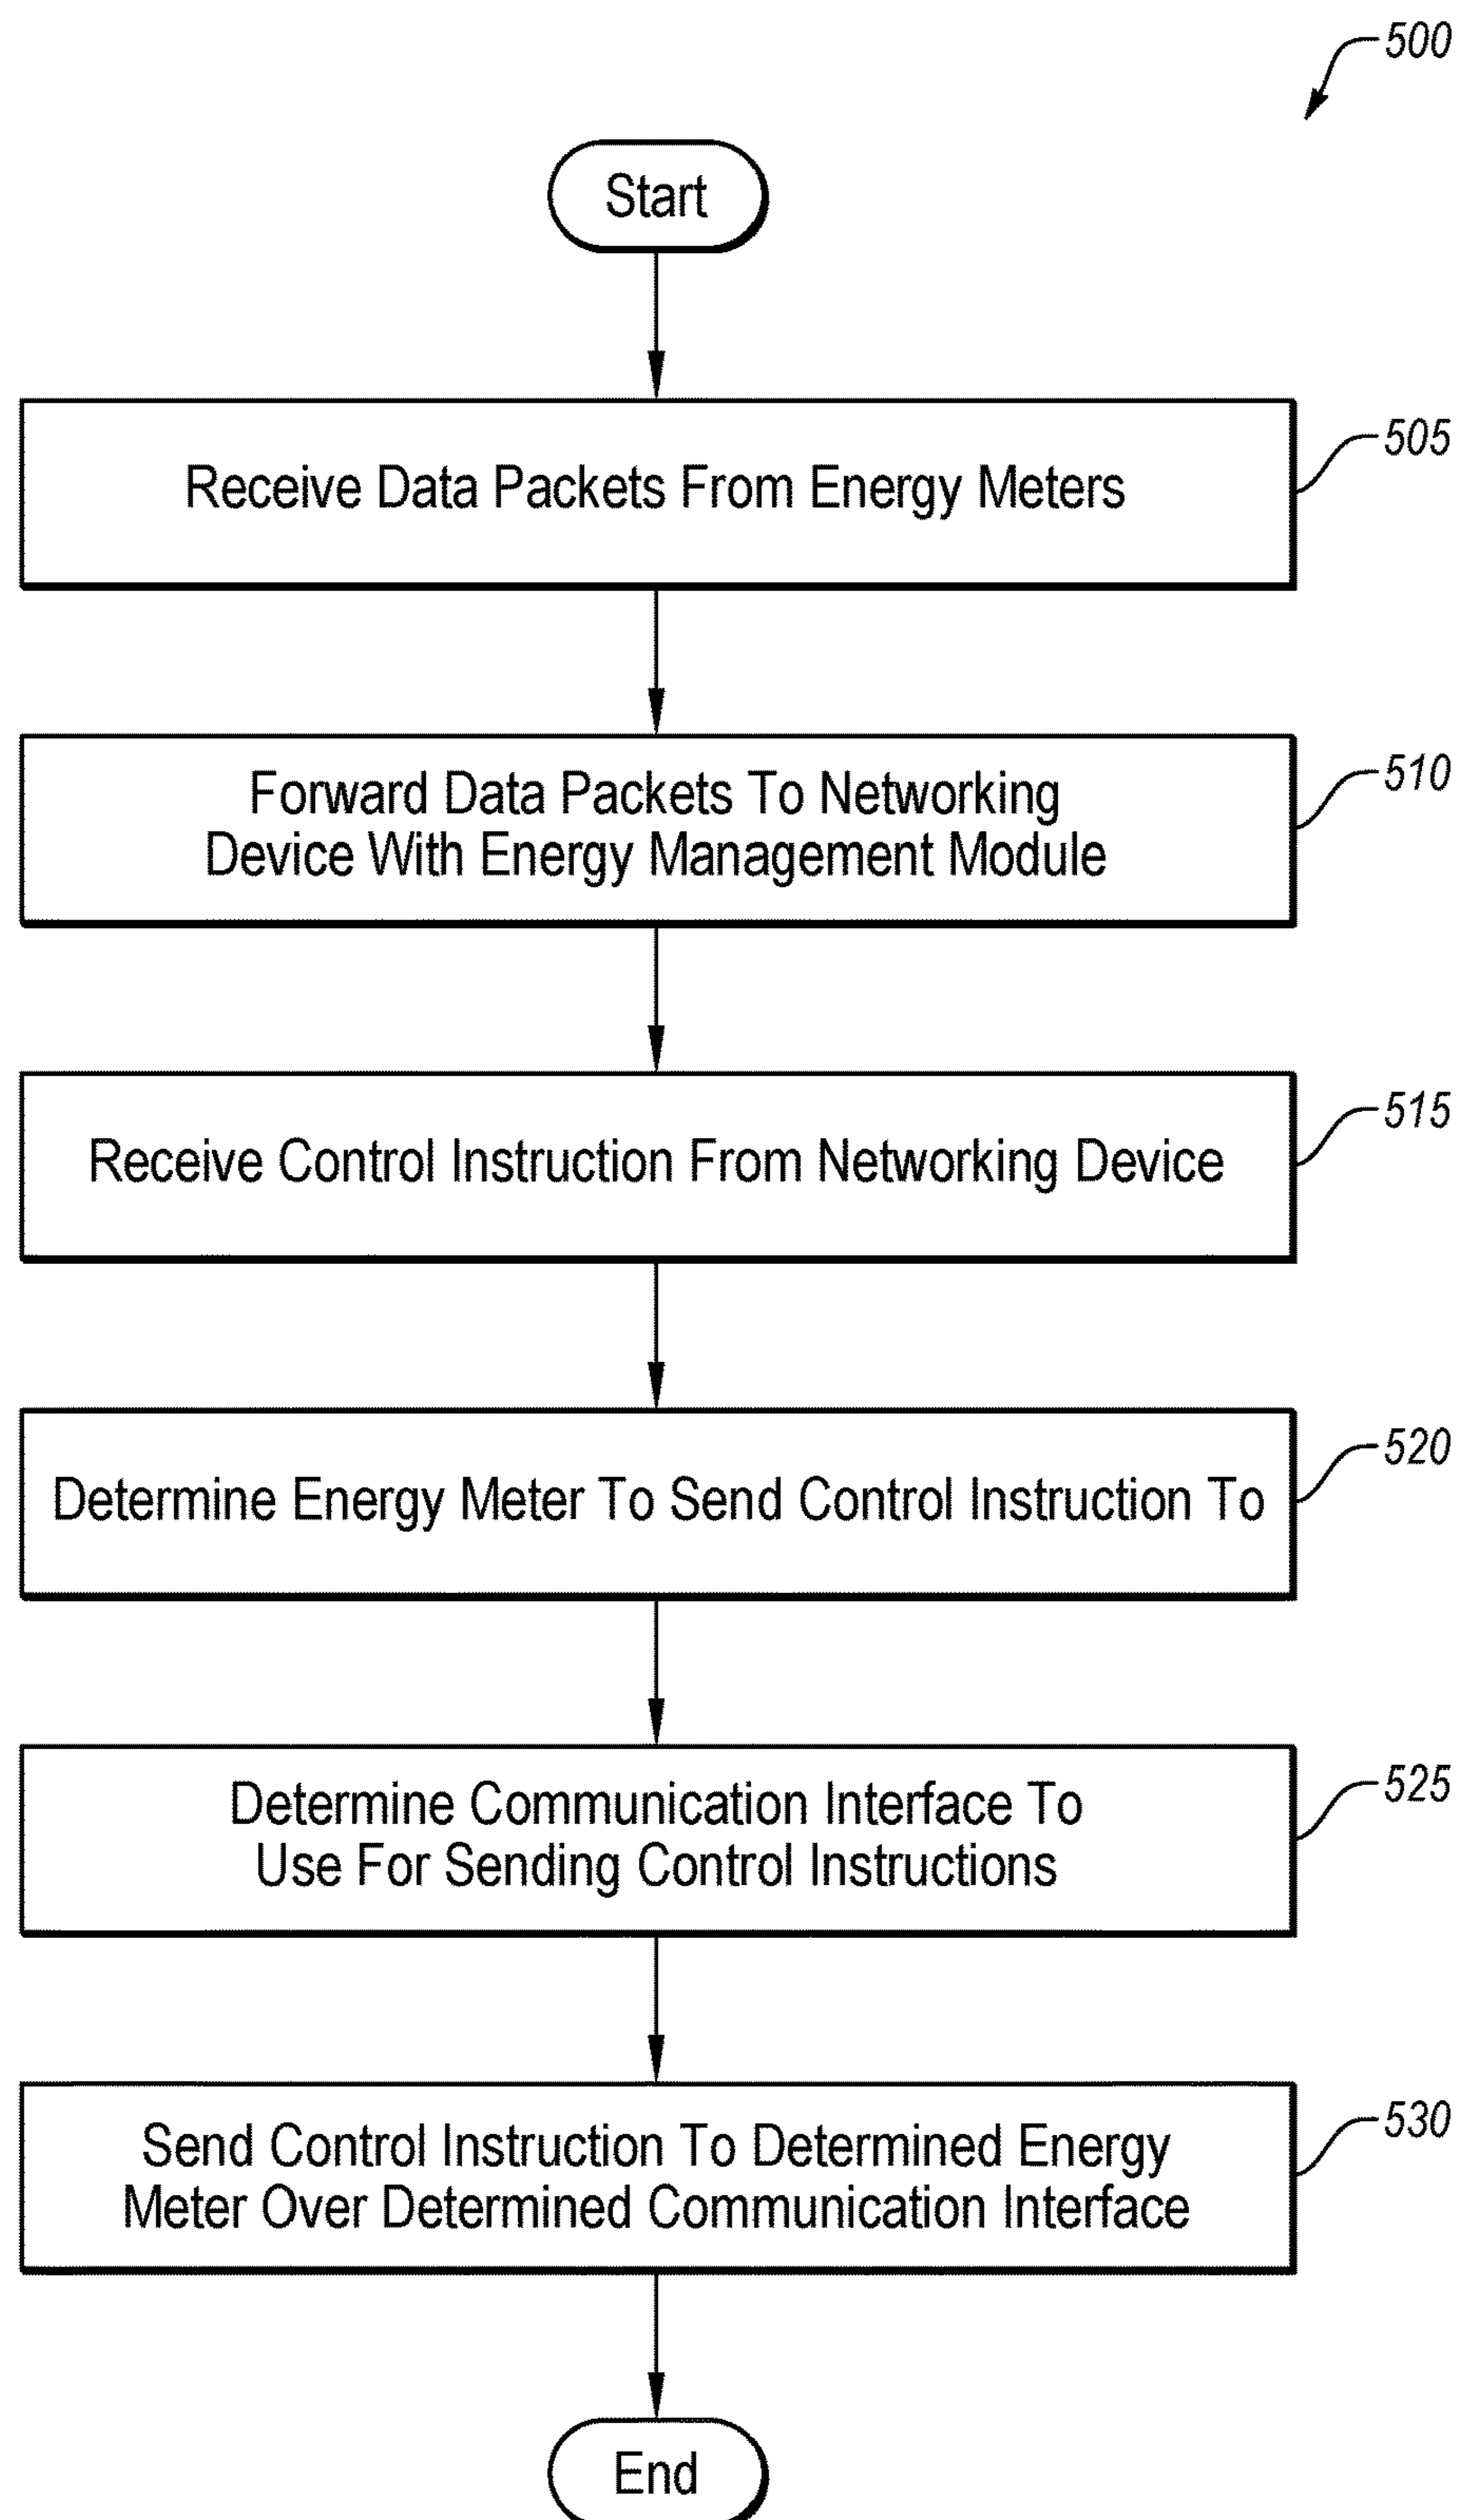 500
Start
Receive Data Packets From Energy Meters
505
Forward Data Packets To Networking
Device With Energy Management Module
510
Receive Control Instruction From Networking Device
515
Determine Energy Meter To Send Control Instruction To
520
Determine Communication Interface To
Use For Sending Control Instructions
525
Send Control Instruction To Determined Energy
Meter Over Determined Communication Interface
530
End